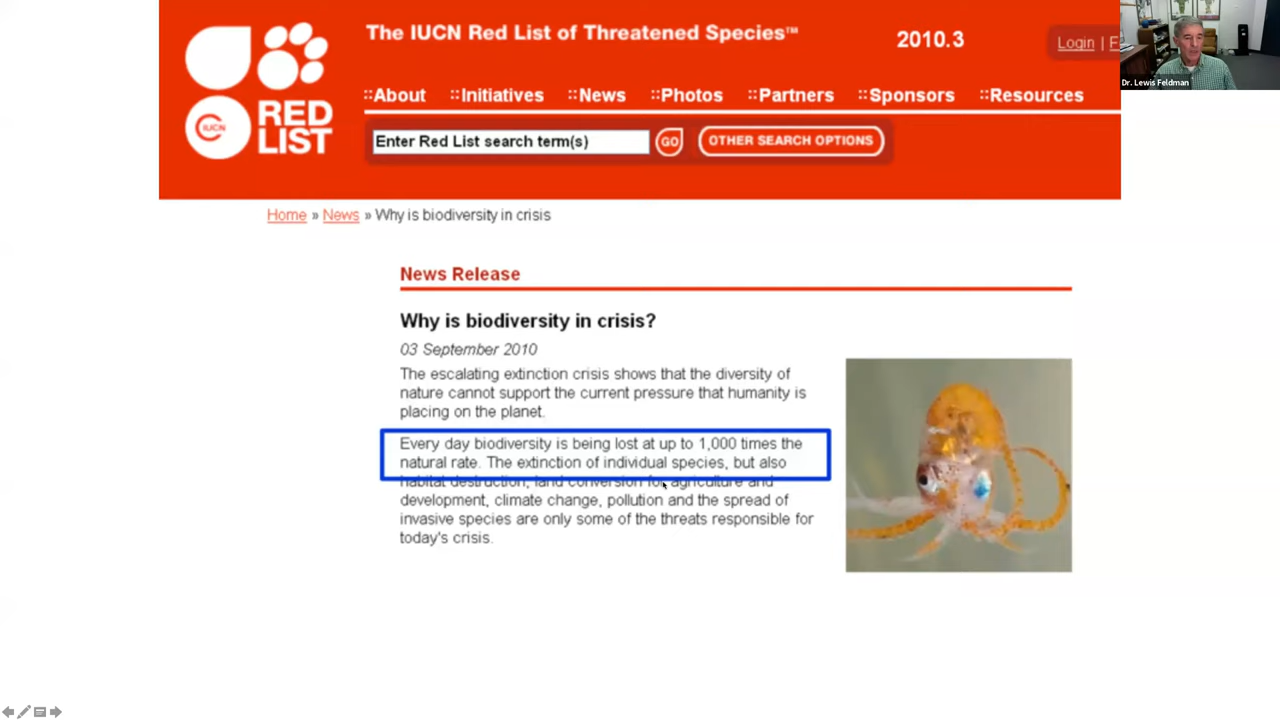 The IUCN Red List of Threatened Species™
2010.3
Login | F
::About ::Initiatives ::News ::Photos ::Partners ::Sponsors ::Resources
IUCN
RED
LIST
Enter Red List search term(s)
GO
OTHER SEARCH OPTIONS
Dr. Lewis Feldman
Home » News » Why is biodiversity in crisis
News Release
Why is biodiversity in crisis?
03 September 2010
The escalating extinction crisis shows that the diversity of
nature cannot support the current pressure that humanity is
placing on the planet.
Every day biodiversity is being lost at up to 1,000 times the
natural rate. The extinction of individual species, but also
habitat destruction, land conversion for agriculture and
development, climate change, pollution and the spread of
invasive species are only some of the threats responsible for
today's crisis.